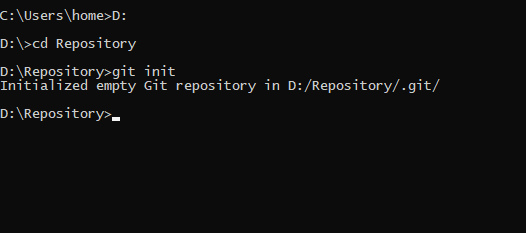 C:\Users\home>D:
D:\>cd Repository
D:\Repository>git init
Initialized empty Git repository in D:/Repository/.git/
D:\Repository>